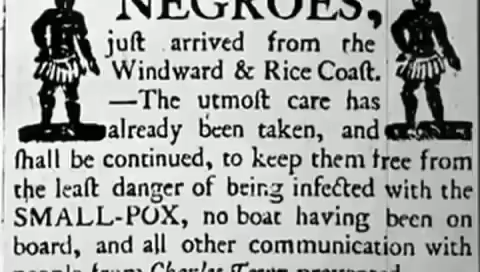 NEGROES,
juſt arrived from the
Windward & Rice Coaſt.
—The utmoſt care has
already been taken, and
ſhall be continued, to keep them free from
the leaſt danger of being infected with the
SMALL-POX, no boat having been on
board, and all other communication with
people from Charles-Town prevented.